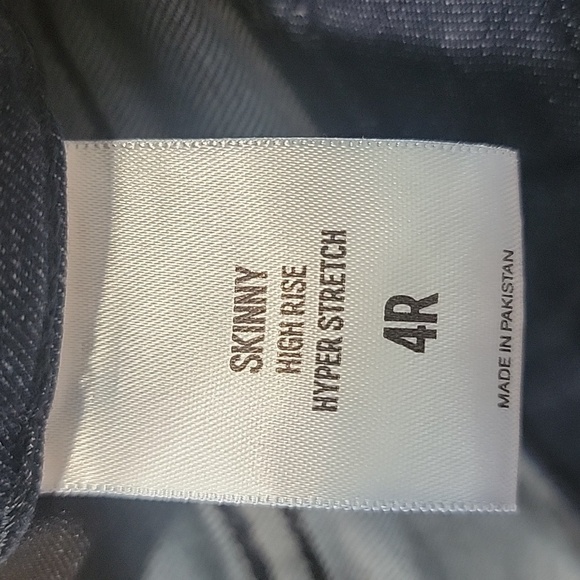 SKINNY
HIGH RISE
HYPER STRETCH
4R
MADE IN PAKISTAN